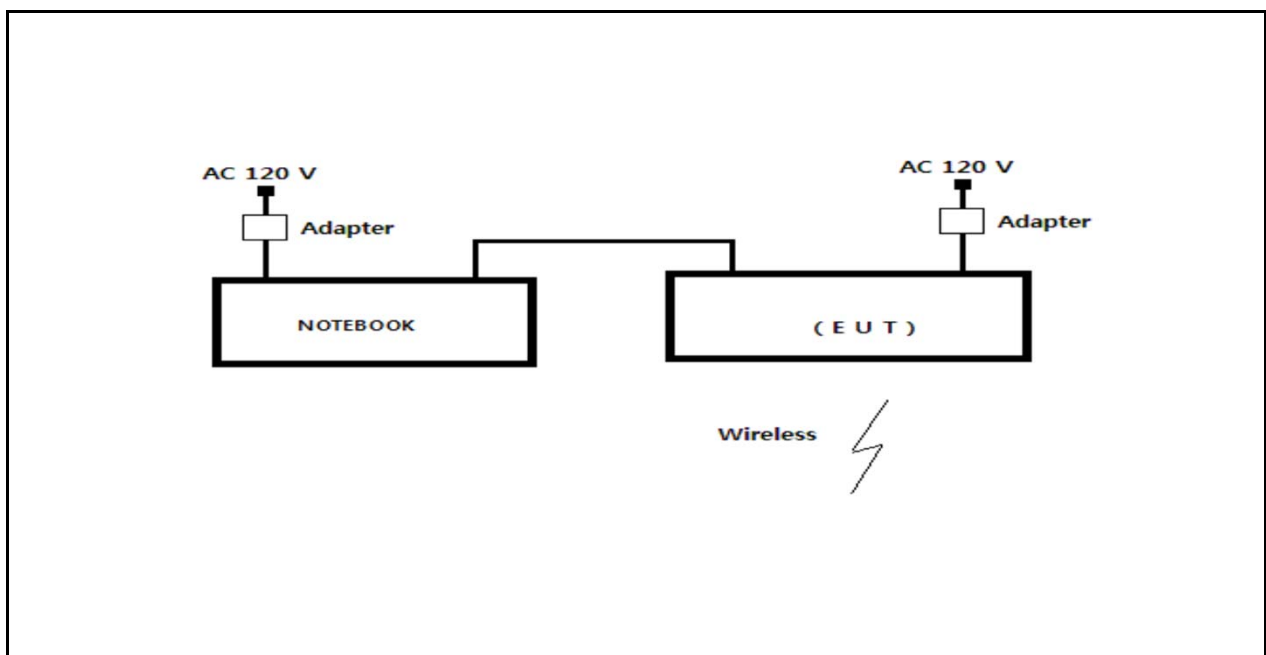 AC 120 V
Adapter
NOTEBOOK
AC 120 V
Adapter
( E U T )
Wireless